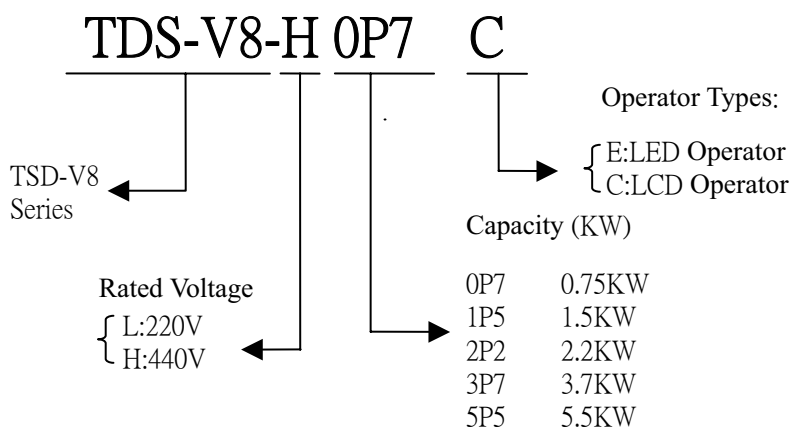 TDS-V8-H 0P7 C
Operator Types:
E:LED Operator
C:LCD Operator
TSD-V8
Series
Capacity (KW)
Rated Voltage
L:220V
H:440V
0P7 0.75KW
1P5 1.5KW
2P2 2.2KW
3P7 3.7KW
5P5 5.5KW